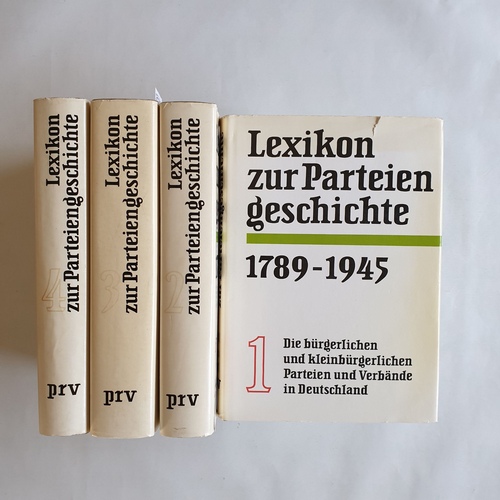 Lexikon
zur Parteiengeschichte
4
prv
Lexikon
zur Parteiengeschichte
3
prv
Lexikon
zur Parteiengeschichte
2
prv
Lexikon
zur Parteien
geschichte
1789-1945
1
Die bürgerlichen
und kleinbürgerlichen
Parteien und Verbände
in Deutschland